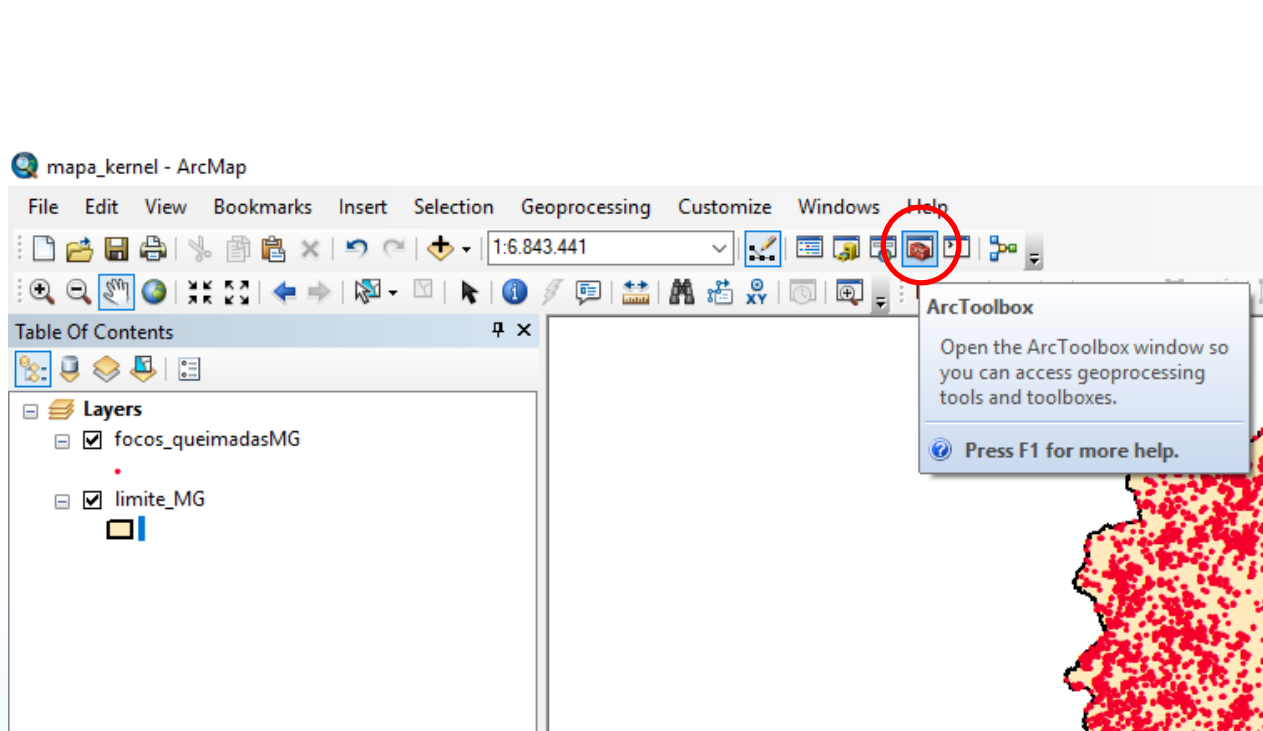 mapa_kernel - ArcMap
File Edit View Bookmarks Insert Selection Geoprocessing Customize Windows Help
1:6.843.441
XY
Table Of Contents
ArcToolbox
Open the ArcToolbox window so
you can access geoprocessing
tools and toolboxes.
Press F1 for more help.
Layers
focos_queimadasMG
limite_MG